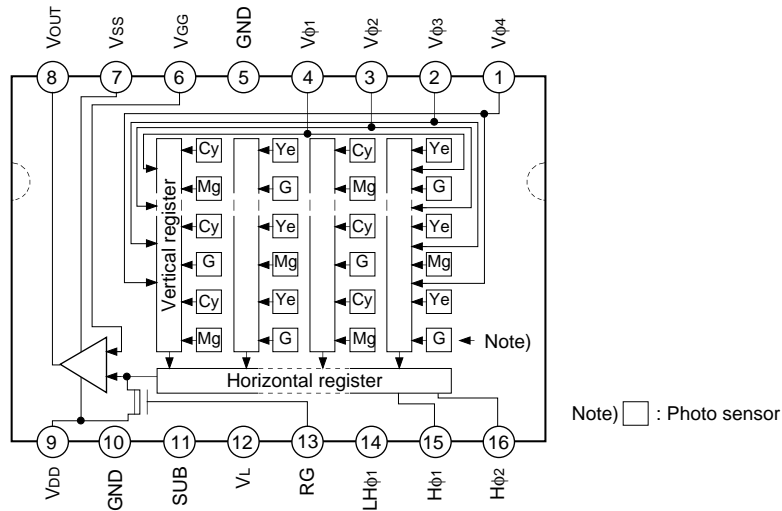 VOUT VSS VGG GND Vϕ1 Vϕ2 Vϕ3 Vϕ4
8 7 6 5 4 3 2 1
Cy Ye Cy Ye
Mg G Mg G
Cy Ye Cy Ye
G Mg G Mg
Cy Ye Cy Ye
Mg G Mg G
Vertical register
Note)
Horizontal register
Note) : Photo sensor
9 10 11 12 13 14 15 16
VDD GND SUB VL RG LHϕ1 Hϕ1 Hϕ2